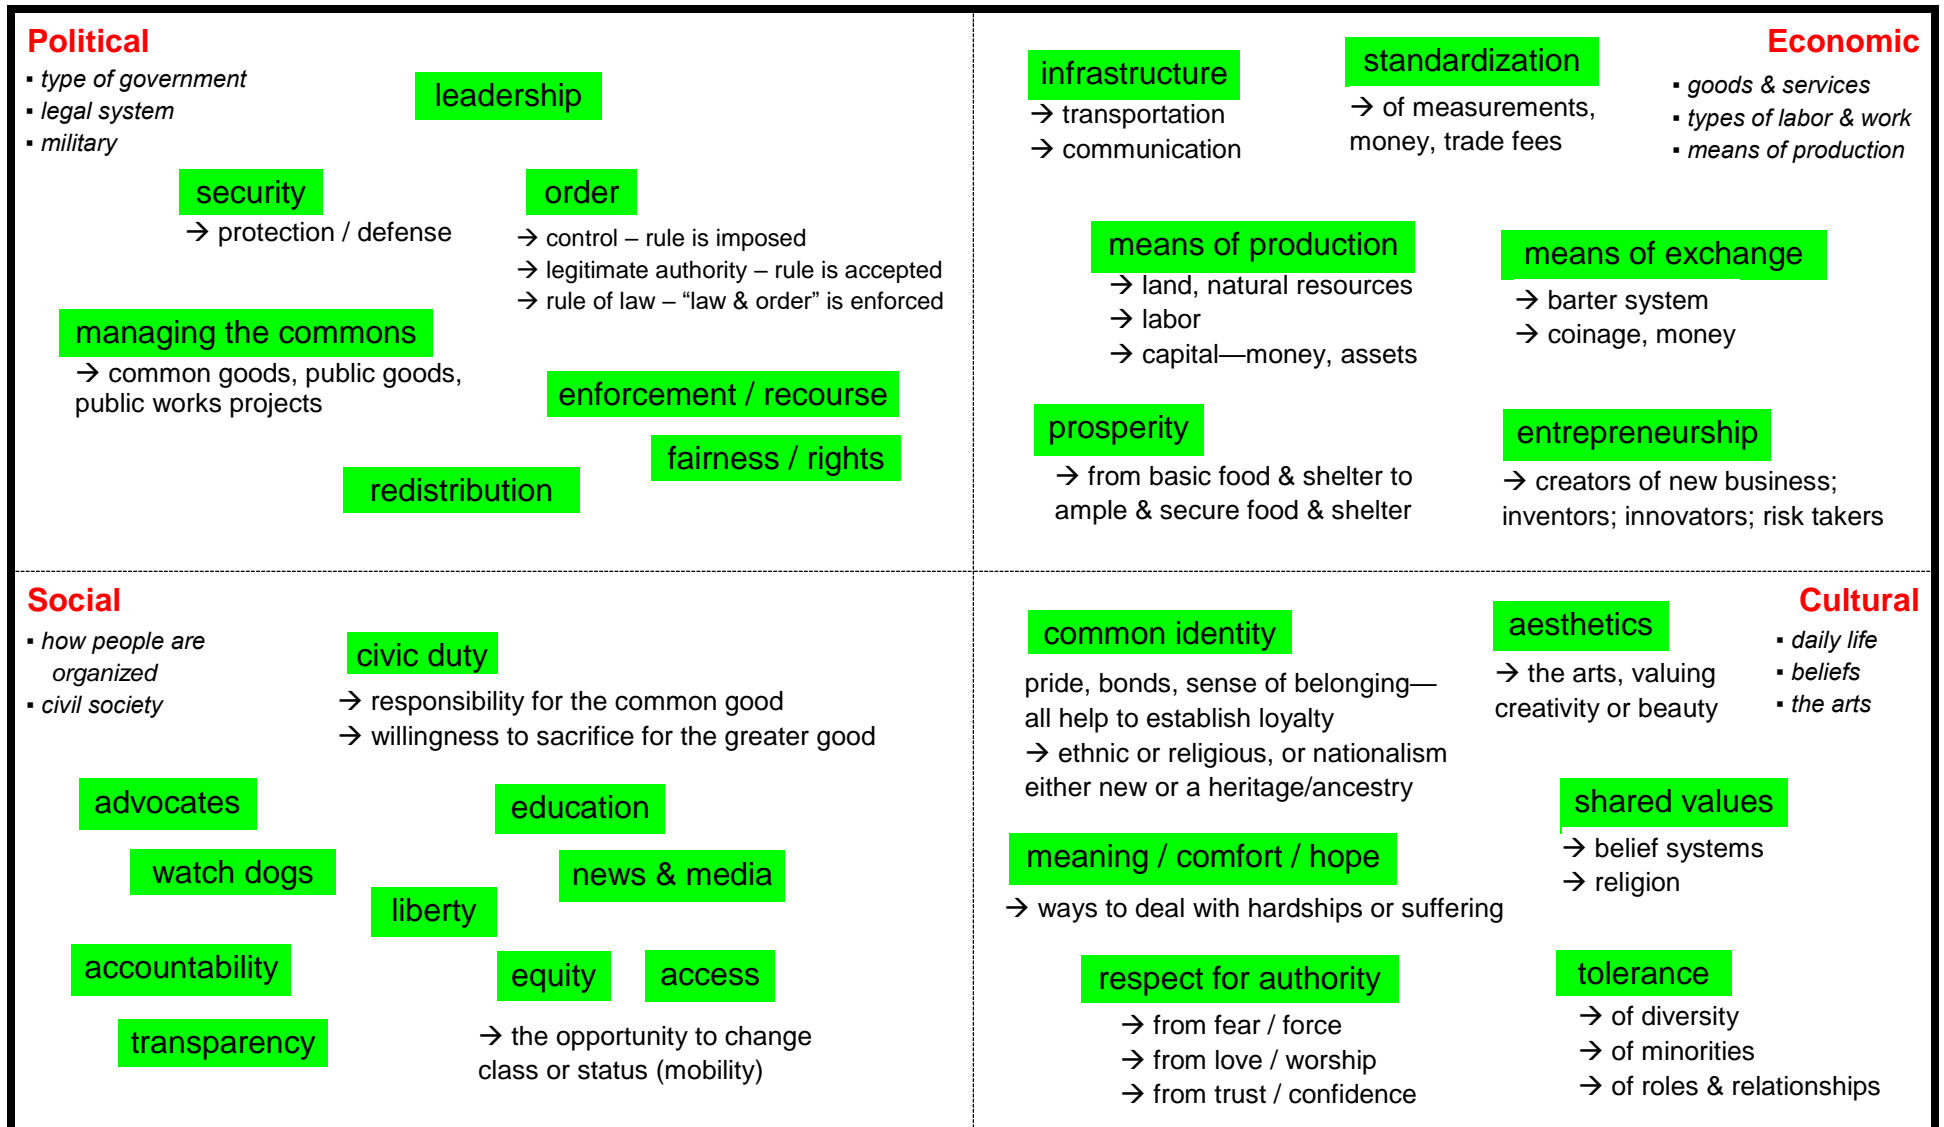 Political
▪ type of government
▪ legal system
▪ military
leadership
security
→ protection / defense
order
→ control – rule is imposed
→ legitimate authority – rule is accepted
→ rule of law – “law & order” is enforced
managing the commons
→ common goods, public goods,
public works projects
enforcement / recourse
fairness / rights
redistribution
Economic
▪ goods & services
▪ types of labor & work
▪ means of production
infrastructure
→ transportation
→ communication
standardization
→ of measurements,
money, trade fees
means of production
→ land, natural resources
→ labor
→ capital—money, assets
means of exchange
→ barter system
→ coinage, money
prosperity
→ from basic food & shelter to
ample & secure food & shelter
entrepreneurship
→ creators of new business;
inventors; innovators; risk takers
Social
▪ how people are
organized
▪ civil society
civic duty
→ responsibility for the common good
→ willingness to sacrifice for the greater good
advocates
education
watch dogs
news & media
liberty
accountability
equity
access
transparency
→ the opportunity to change
class or status (mobility)
Cultural
▪ daily life
▪ beliefs
▪ the arts
common identity
pride, bonds, sense of belonging—
all help to establish loyalty
→ ethnic or religious, or nationalism
either new or a heritage/ancestry
aesthetics
→ the arts, valuing
creativity or beauty
shared values
→ belief systems
→ religion
meaning / comfort / hope
→ ways to deal with hardships or suffering
respect for authority
→ from fear / force
→ from love / worship
→ from trust / confidence
tolerance
→ of diversity
→ of minorities
→ of roles & relationships